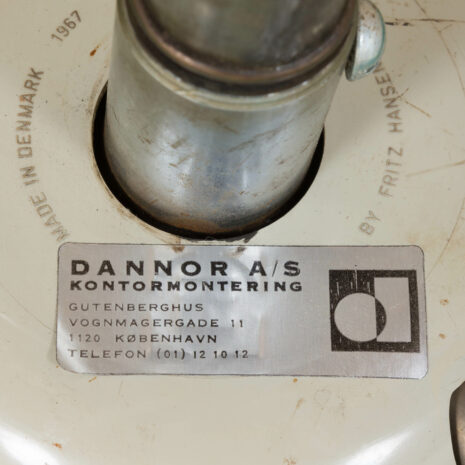 MADE IN DENMARK 1967
BY FRITZ HANSEN
DANNOR A/S
KONTORMONTERING
GUTENBERGHUS
VOGNMAGERGADE 11
1120 KØBENHAVN
TELEFON (01) 12 10 12